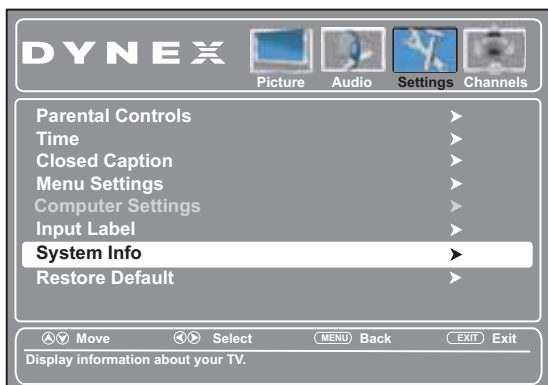 DYNEX
Picture Audio Settings Channels
Parental Controls
Time
Closed Caption
Menu Settings
Computer Settings
Input Label
System Info
Restore Default
Move Select MENU Back EXIT Exit
Display information about your TV.